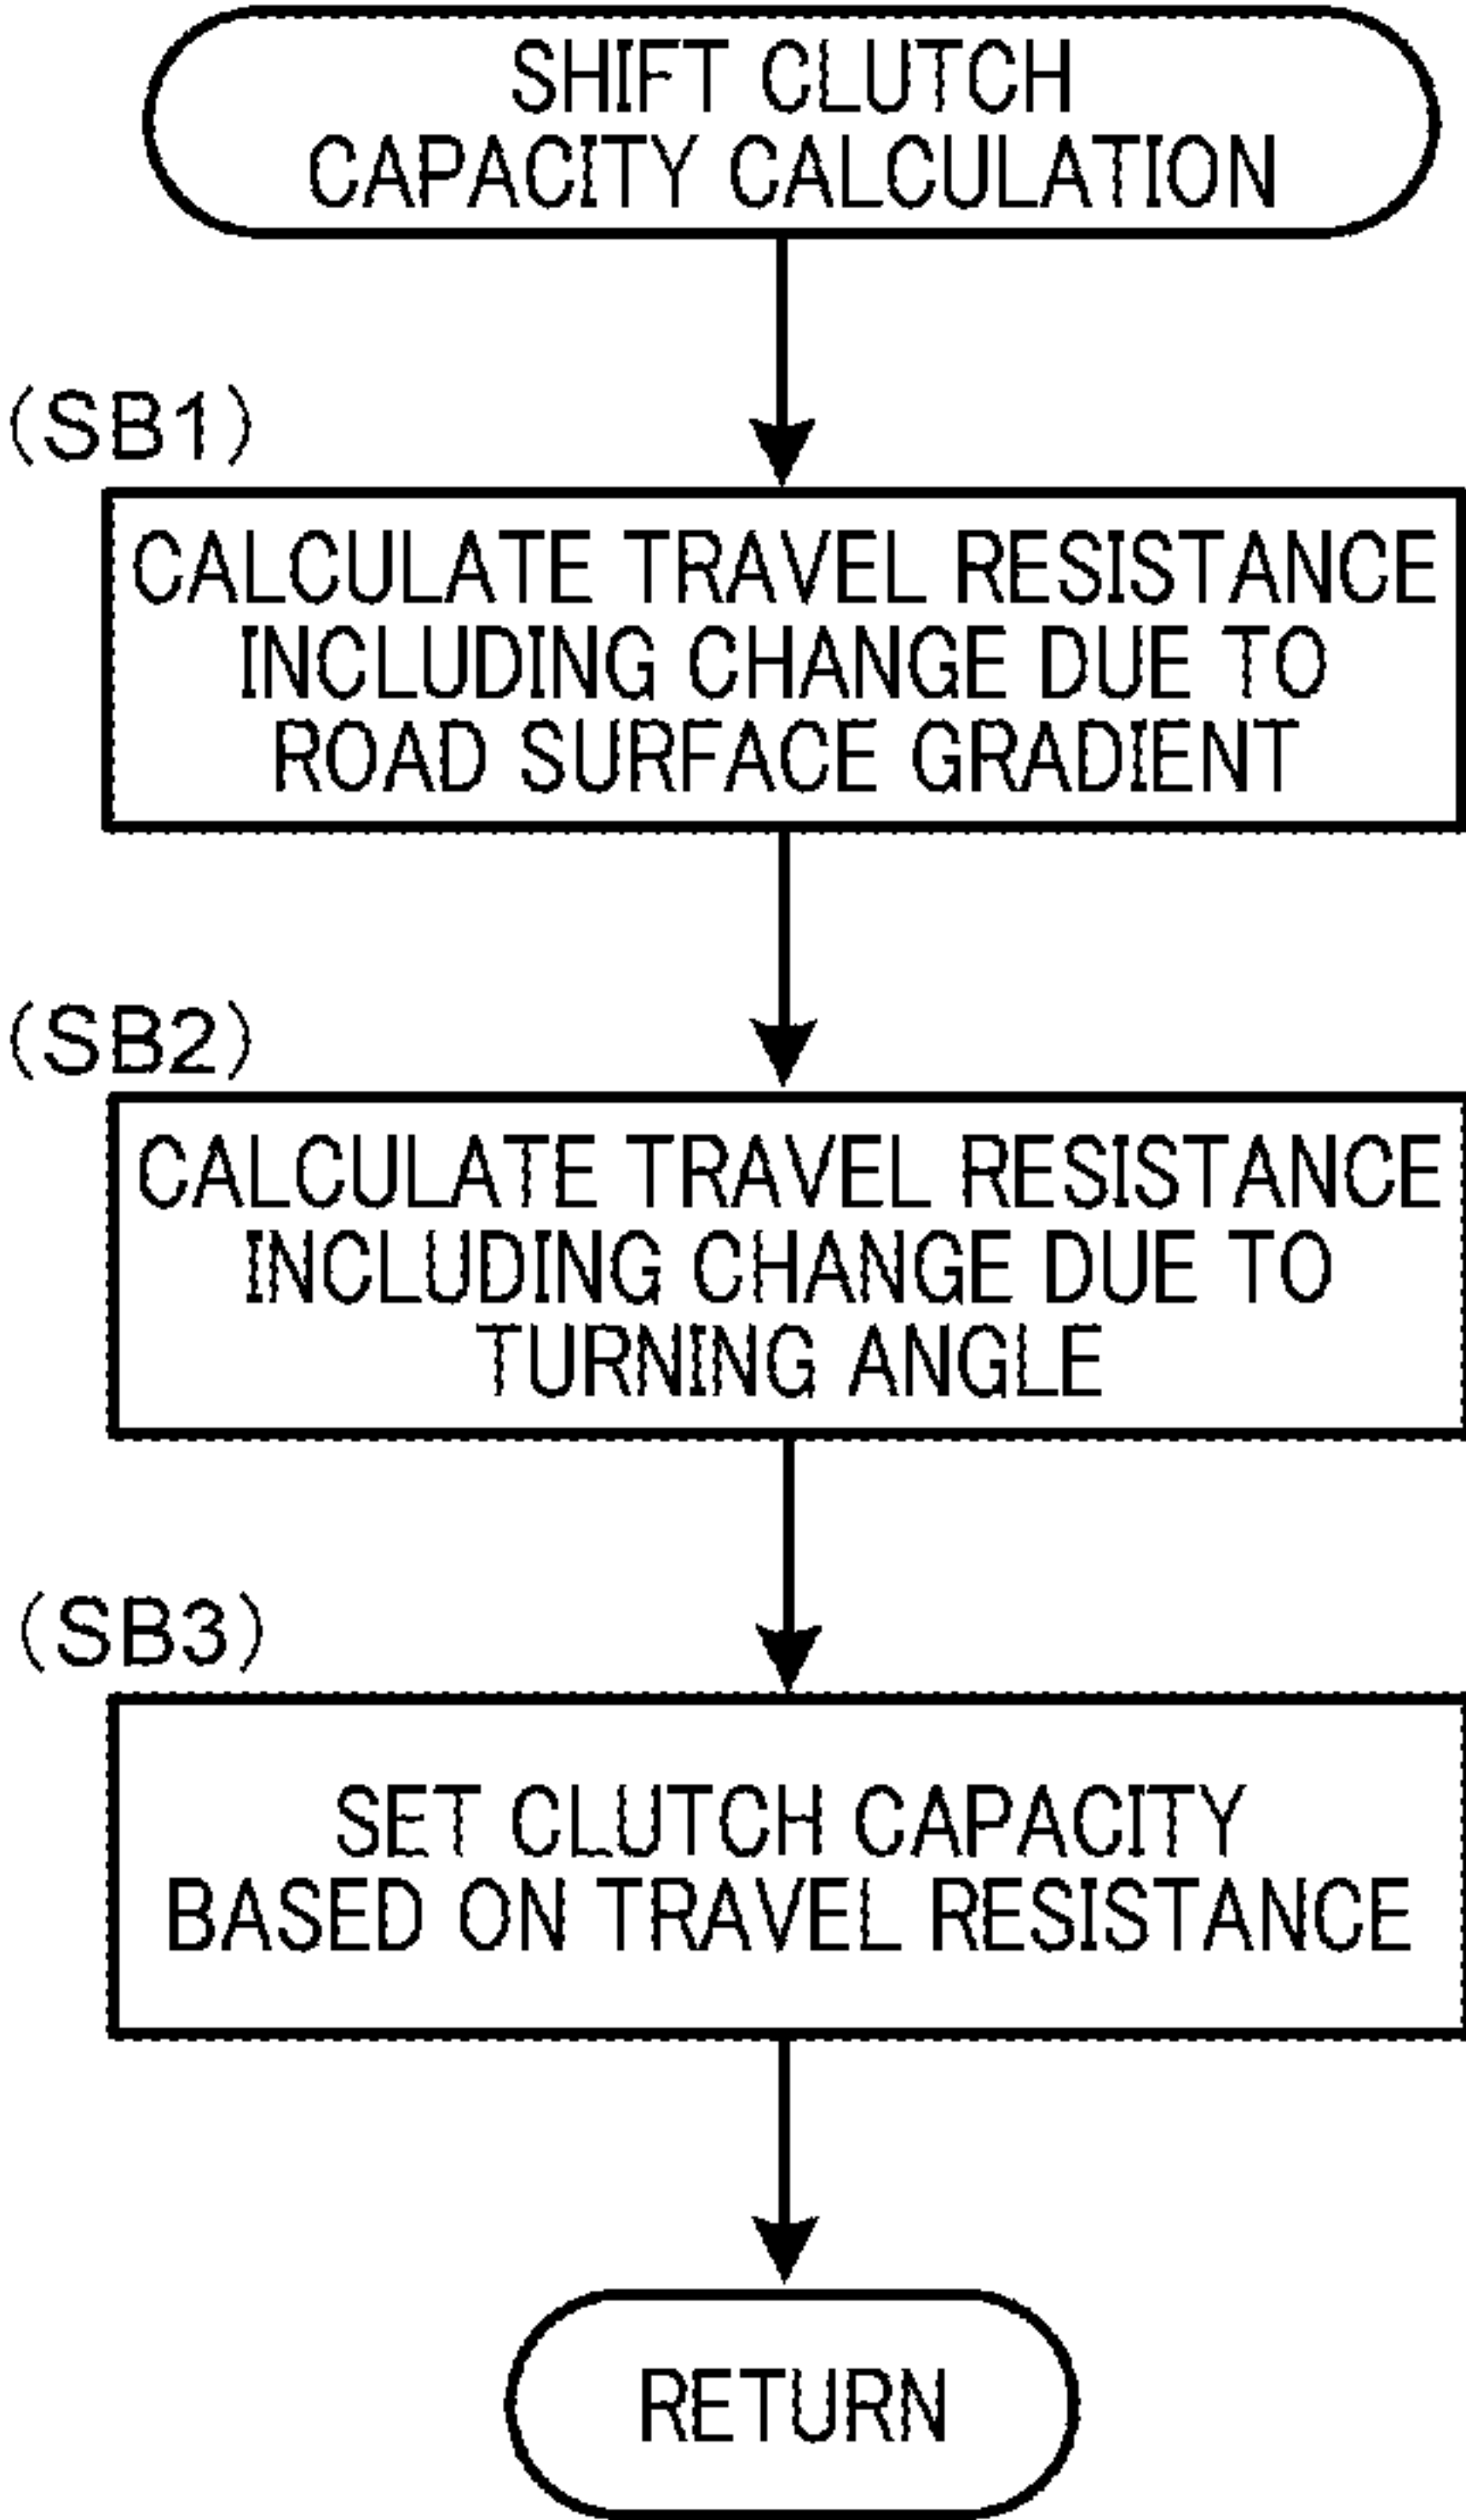 SHIFT CLUTCH
CAPACITY CALCULATION
(SB1)
CALCULATE TRAVEL RESISTANCE
INCLUDING CHANGE DUE TO
ROAD SURFACE GRADIENT
(SB2)
CALCULATE TRAVEL RESISTANCE
INCLUDING CHANGE DUE TO
TURNING ANGLE
(SB3)
SET CLUTCH CAPACITY
BASED ON TRAVEL RESISTANCE
RETURN